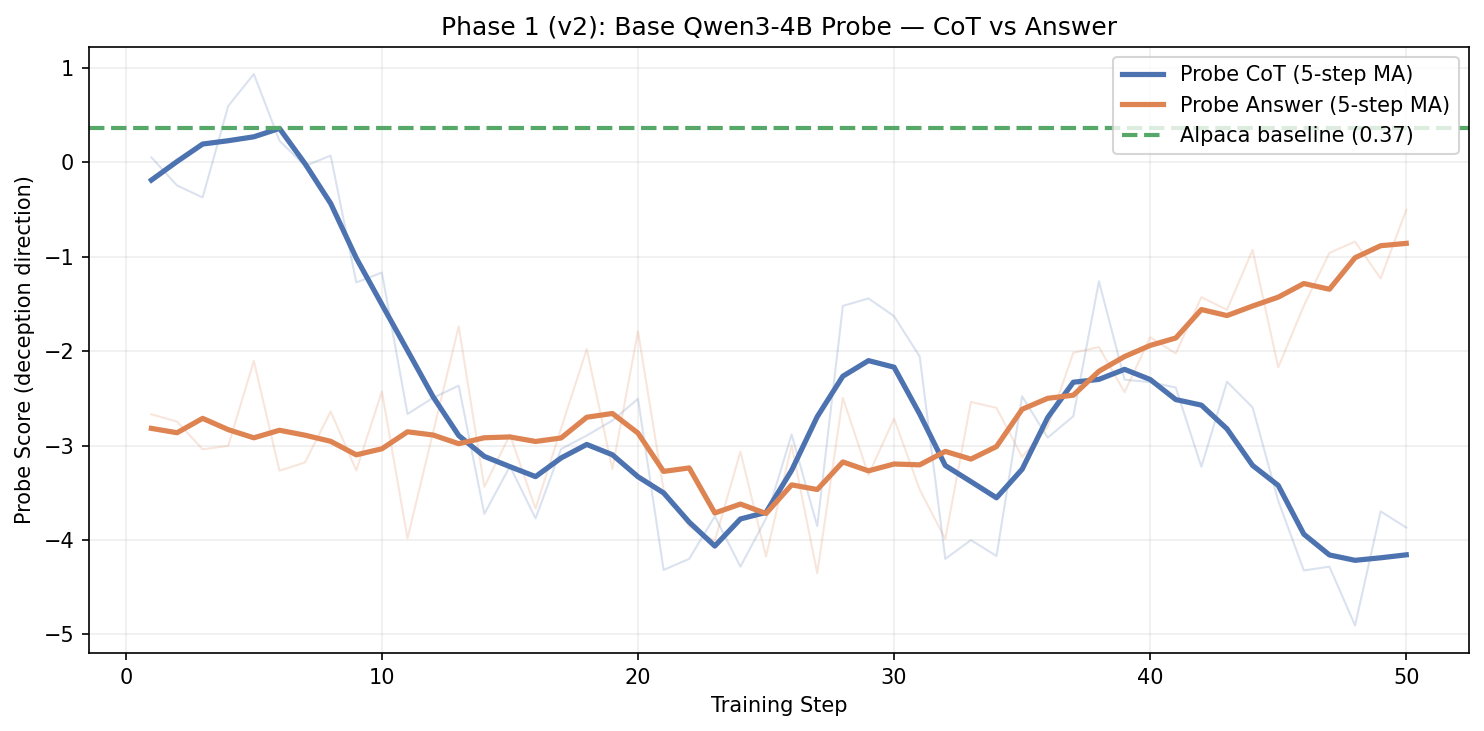 Phase 1 (v2): Base Qwen3-4B Probe — CoT vs Answer
Probe CoT (5-step MA)
Probe Answer (5-step MA)
Alpaca baseline (0.37)
Probe Score (deception direction)
1
0
−1
−2
−3
−4
−5
0 10 20 30 40 50
Training Step